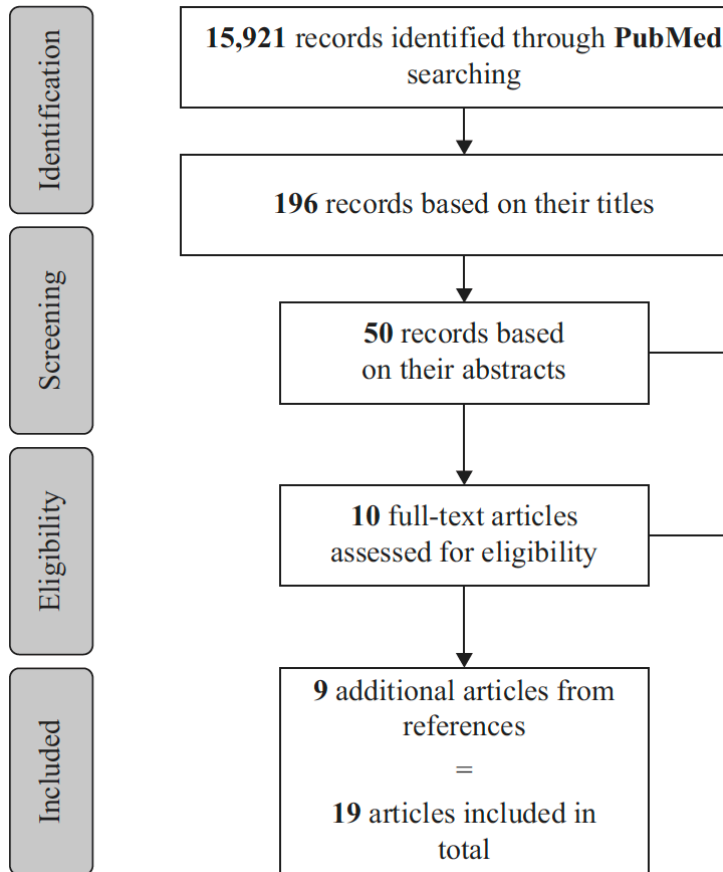 Identification
15,921 records identified through PubMed
searching
196 records based on their titles
Screening
50 records based
on their abstracts
Eligibility
10 full-text articles
assessed for eligibility
Included
9 additional articles from
references
=
19 articles included in
total